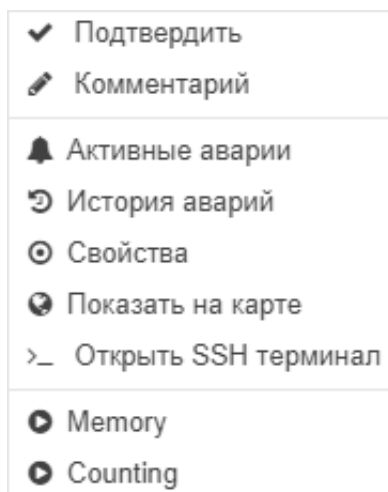 Подтвердить
Комментарий
Активные аварии
История аварий
Свойства
Показать на карте
Открыть SSH терминал
Memory
Counting